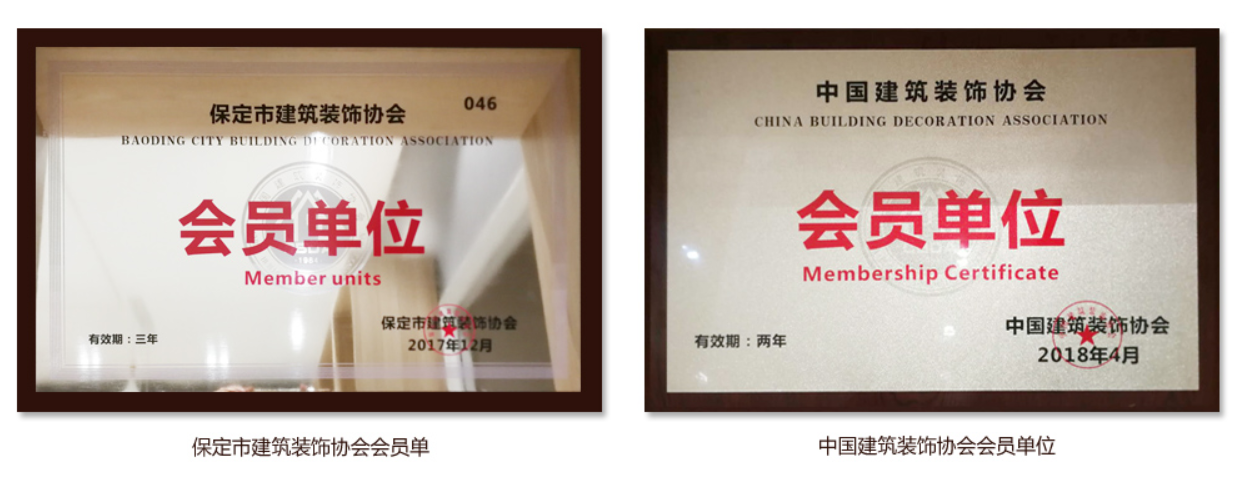 保定市建筑装饰协会
046
BAODING CITY BUILDING DECORATION ASSOCIATION
会员单位
Member units
有效期：三年
保定市建筑装饰协会
2017年12月
保定市建筑装饰协会会员单
中国建筑装饰协会
CHINA BUILDING DECORATION ASSOCIATION
会员单位
Membership Certificate
有效期：两年
中国建筑装饰协会
2018年4月
中国建筑装饰协会会员单位